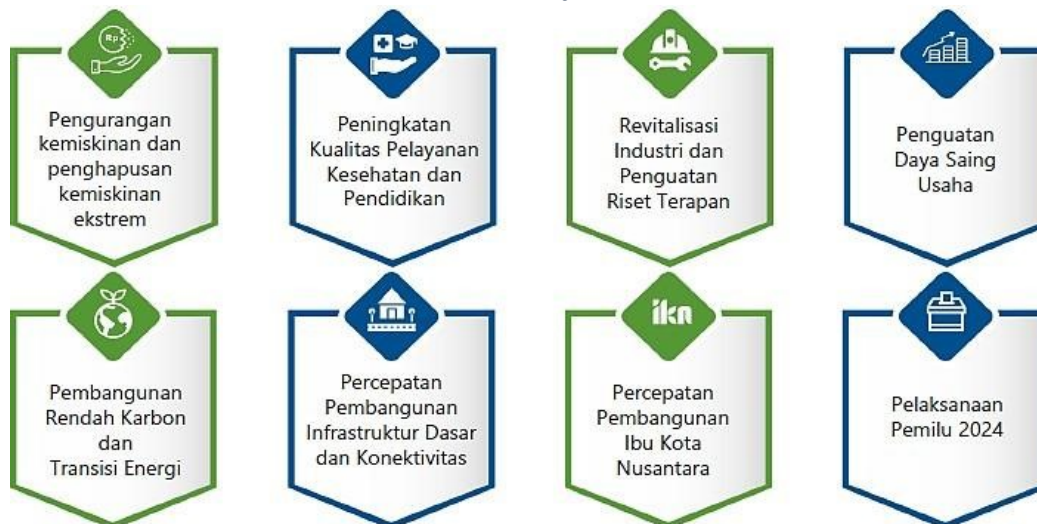 Rp
Pengurangan
kemiskinan dan
penghapusan
kemiskinan
ekstrem
Peningkatan
Kualitas Pelayanan
Kesehatan dan
Pendidikan
Revitalisasi
Industri dan
Penguatan
Riset Terapan
Penguatan
Daya Saing
Usaha
Pembangunan
Rendah Karbon
dan
Transisi Energi
Percepatan
Pembangunan
Infrastruktur Dasar
dan Konektivitas
ikn
Percepatan
Pembangunan
Ibu Kota
Nusantara
Pelaksanaan
Pemilu 2024